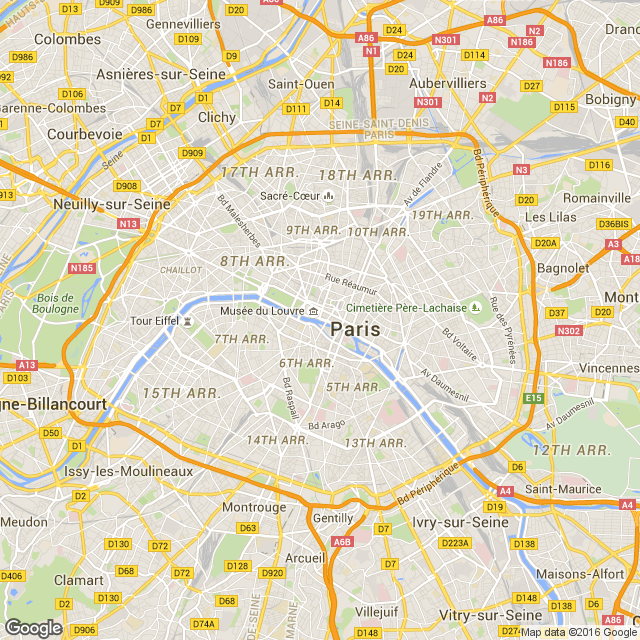 HAUTS-
D986
Gennevilliers
D20
A86
D24
A86
N2
Colombes
D109
N1
D24
N301
D114
N186
Drancy
D986
D9
D20
N186
Asnières-sur-Seine
Saint-Ouen
Aubervilliers
D992
D106
D7
D1
D14
N301
D27
Bobigny
Garenne-Colombes
D111
N2
D115
Clichy
Courbevoie
D7
D1
SEINE-SAINT-DENIS
PARIS
D40
Seine
D909
Bd Périphérique
D116
17TH ARR.
18TH ARR.
Av de Flandre
N3
D908
D913
Sacré-Cœur
D20
Romainville
Neuilly-sur-Seine
Bd Malesherbes
19TH ARR.
Les Lilas
N13
9TH ARR.
10TH ARR.
D36BIS
D20A
A3
8TH ARR.
N185
CHAILLOT
Rue Réaumur
Bagnolet
Bois de
Boulogne
Musée du Louvre
Cimetière Père-Lachaise
Rue des Pyrénées
D37
Tour Eiffel
Paris
N302
7TH ARR.
Bd Voltaire
A13
6TH ARR.
Vincennes
D103
15TH ARR.
Bd Raspail
5TH ARR.
Av Daumesnil
E15
gne-Billancourt
Av Daumesnil
D50
Bd Arago
D1
14TH ARR.
13TH ARR.
12TH ARR.
D7
Issy-les-Moulineaux
Bd Périphérique
D6
D2
A4
Saint-Maurice
Montrouge
D19
A4
Meudon
D63
Gentilly
D7
Ivry-sur-Seine
D130
D72
A6B
D223A
D138
D68
Arcueil
D406
Clamart
D128
D920
D72
Maisons-Alfort
D130
D68
DE-SEINE
MARNE
Villejuif
D138
D6
D906
D74A
D148
Vitry-sur-Seine
A86
Google
D148
D27
Map data ©2016 Goo